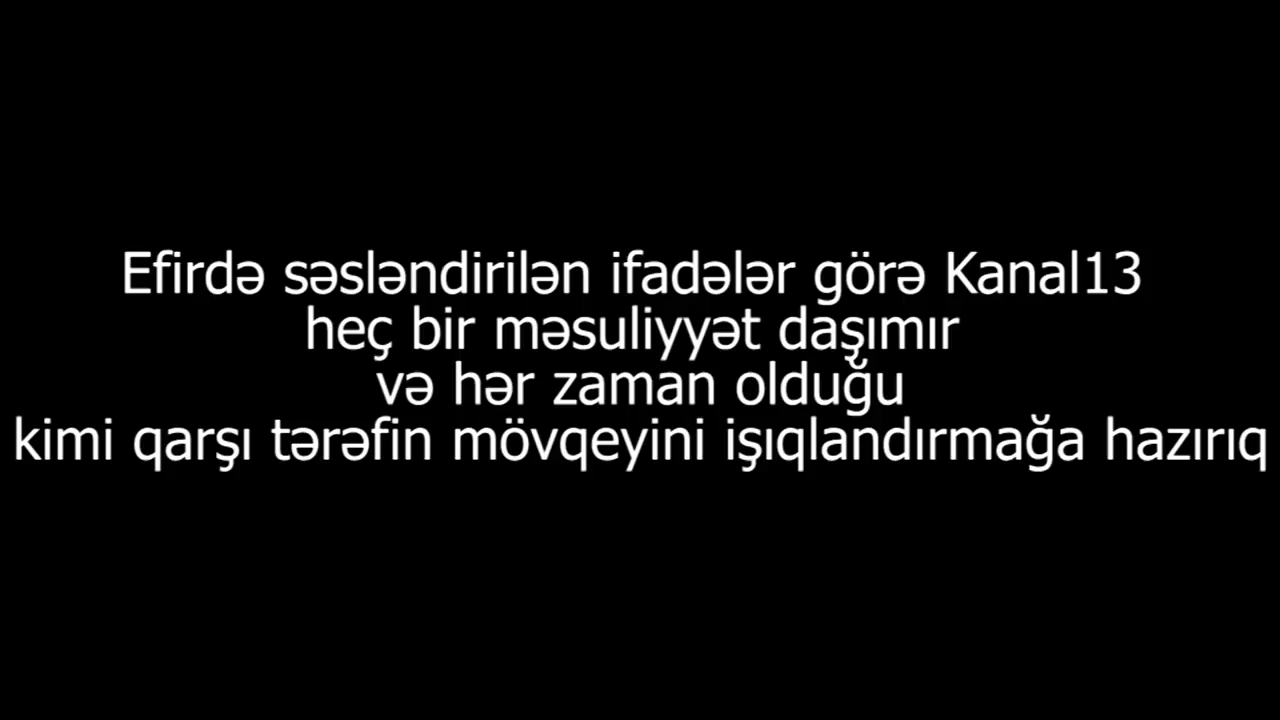 Efirdə səsləndirilən ifadələr görə Kanal13
heç bir məsuliyyət daşımır
və hər zaman olduğu
kimi qarşı tərəfin mövqeyini işıqlandırmağa hazırıq